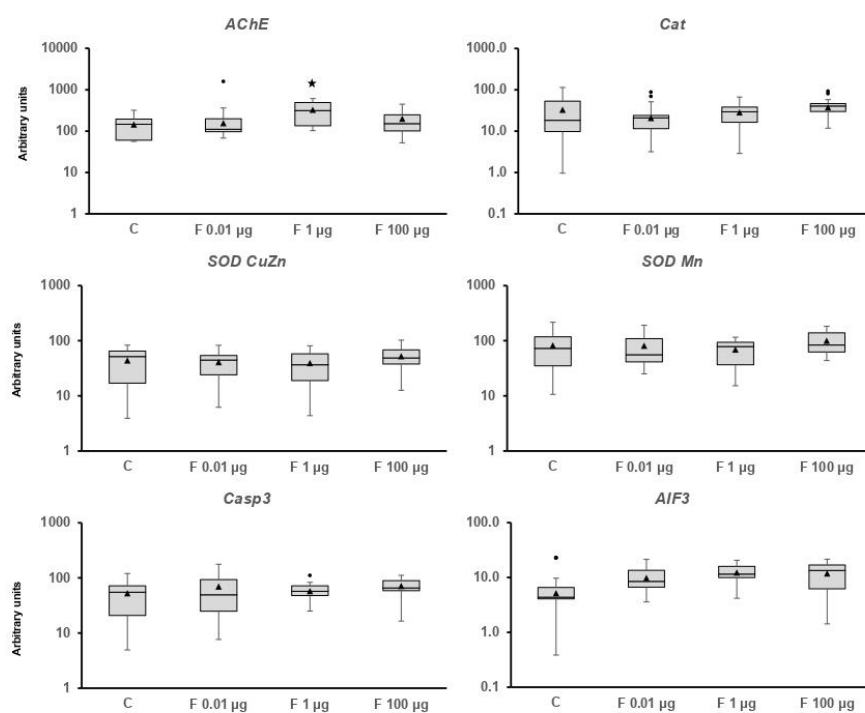 AChE
Cat
Arbitrary units
10000
1000
100
10
1
1000.0
100.0
10.0
1.0
0.1
C F 0.01 µg F 1 µg F 100 µg
C F 0.01 µg F 1 µg F 100 µg
SOD CuZn
SOD Mn
Arbitrary units
1000
100
10
1
1000
100
10
1
C F 0.01 µg F 1 µg F 100 µg
C F 0.01 µg F 1 µg F 100 µg
Casp3
AIF3
Arbitrary units
1000
100
10
1
100.0
10.0
1.0
0.1
C F 0.01 µg F 1 µg F 100 µg
C F 0.01 µg F 1 µg F 100 µg